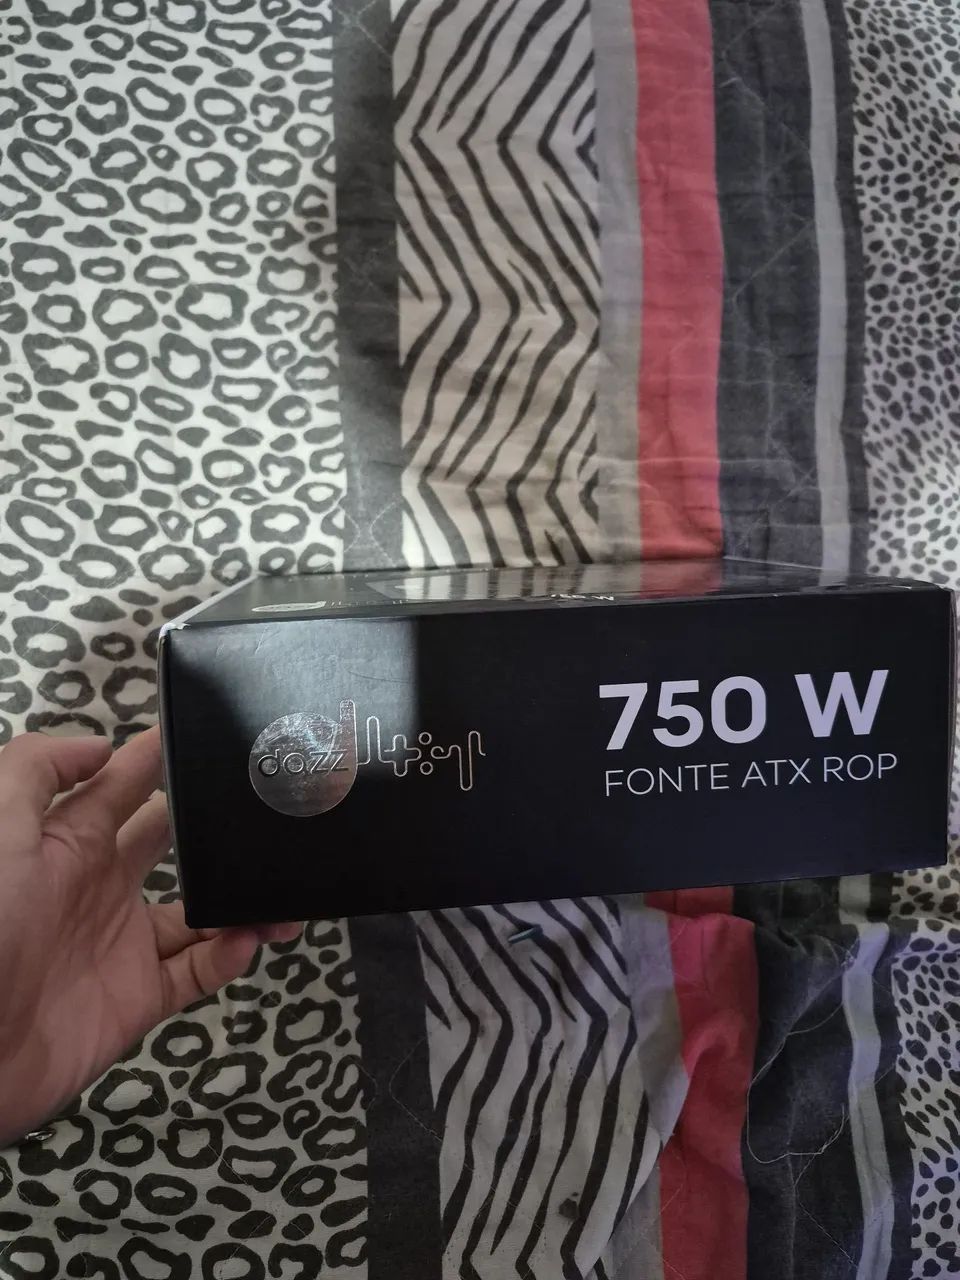 dazz
750 W
FONTE ATX ROP